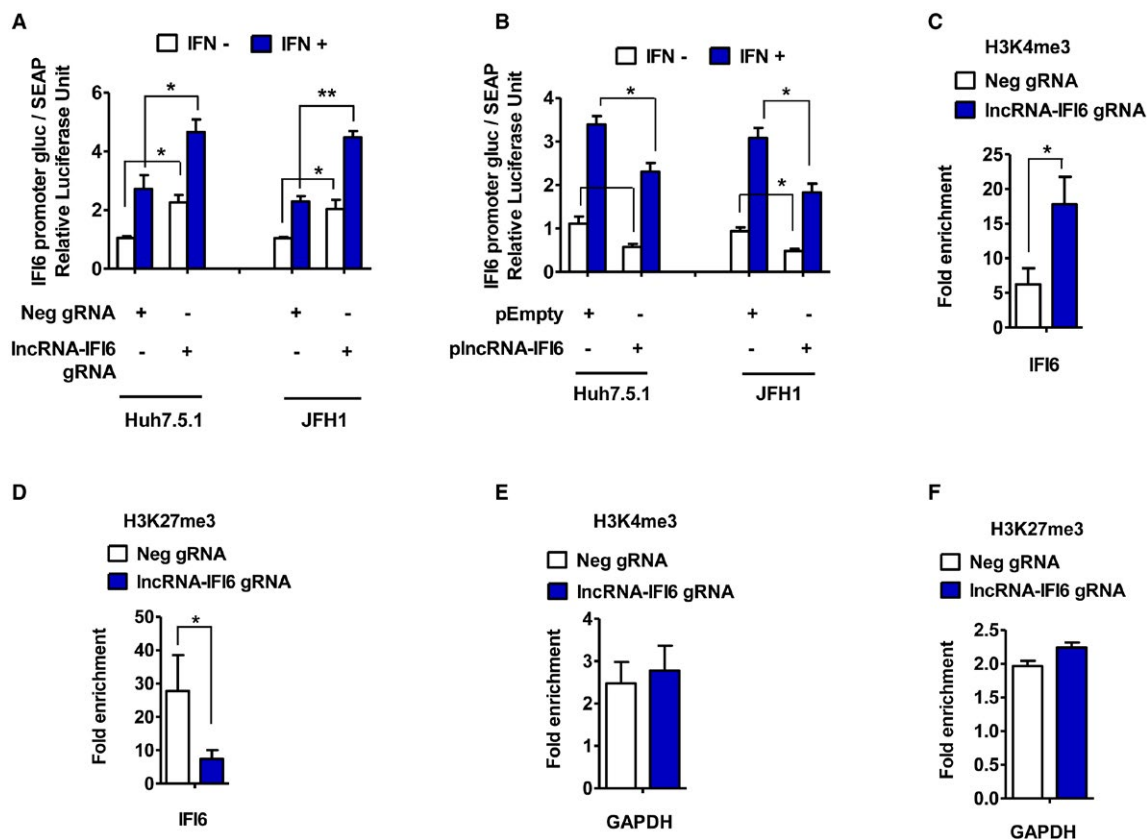 A
IFN - IFN +
IFI6 promoter gluc / SEAP
Relative Luciferase Unit
6
4
2
0
* * * **
Neg gRNA + - + -
lncRNA-IFI6 gRNA - + - +
Huh7.5.1 JFH1
B
IFN - IFN +
IFI6 promoter gluc / SEAP
Relative Luciferase Unit
4
3
2
1
0
* * *
pEmpty + - + -
plncRNA-IFI6 - + - +
Huh7.5.1 JFH1
C
H3K4me3
Neg gRNA
lncRNA-IFI6 gRNA
Fold enrichment
25
20
15
10
5
0
*
IFI6
D
H3K27me3
Neg gRNA
lncRNA-IFI6 gRNA
Fold enrichment
50
40
30
20
10
0
*
IFI6
E
H3K4me3
Neg gRNA
lncRNA-IFI6 gRNA
Fold enrichment
4
3
2
1
0
GAPDH
F
H3K27me3
Neg gRNA
lncRNA-IFI6 gRNA
Fold enrichment
2.5
2.0
1.5
1.0
0.5
0.0
GAPDH